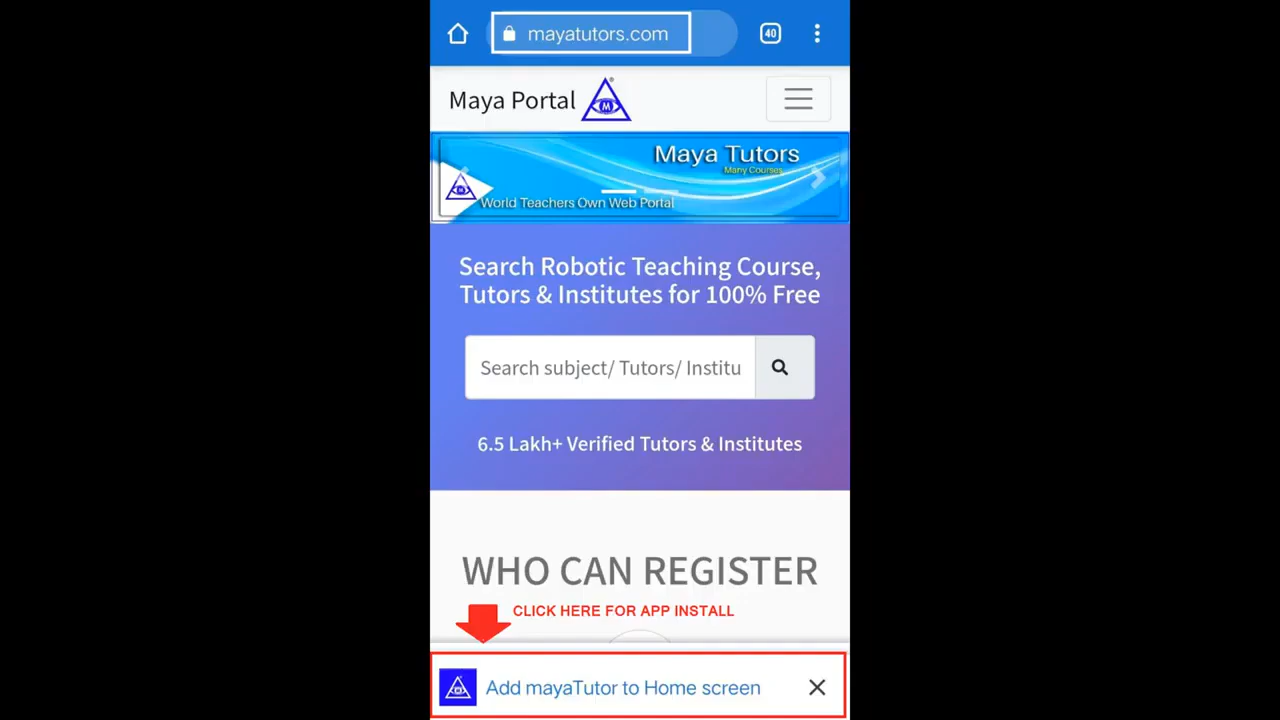 mayatutors.com
40
Maya Portal
M
Maya Tutors
Many Courses
World Teachers Own Web Portal
Search Robotic Teaching Course,
Tutors & Institutes for 100% Free
Search subject/ Tutors/ Institu
6.5 Lakh+ Verified Tutors & Institutes
WHO CAN REGISTER
CLICK HERE FOR APP INSTALL
Add mayaTutor to Home screen